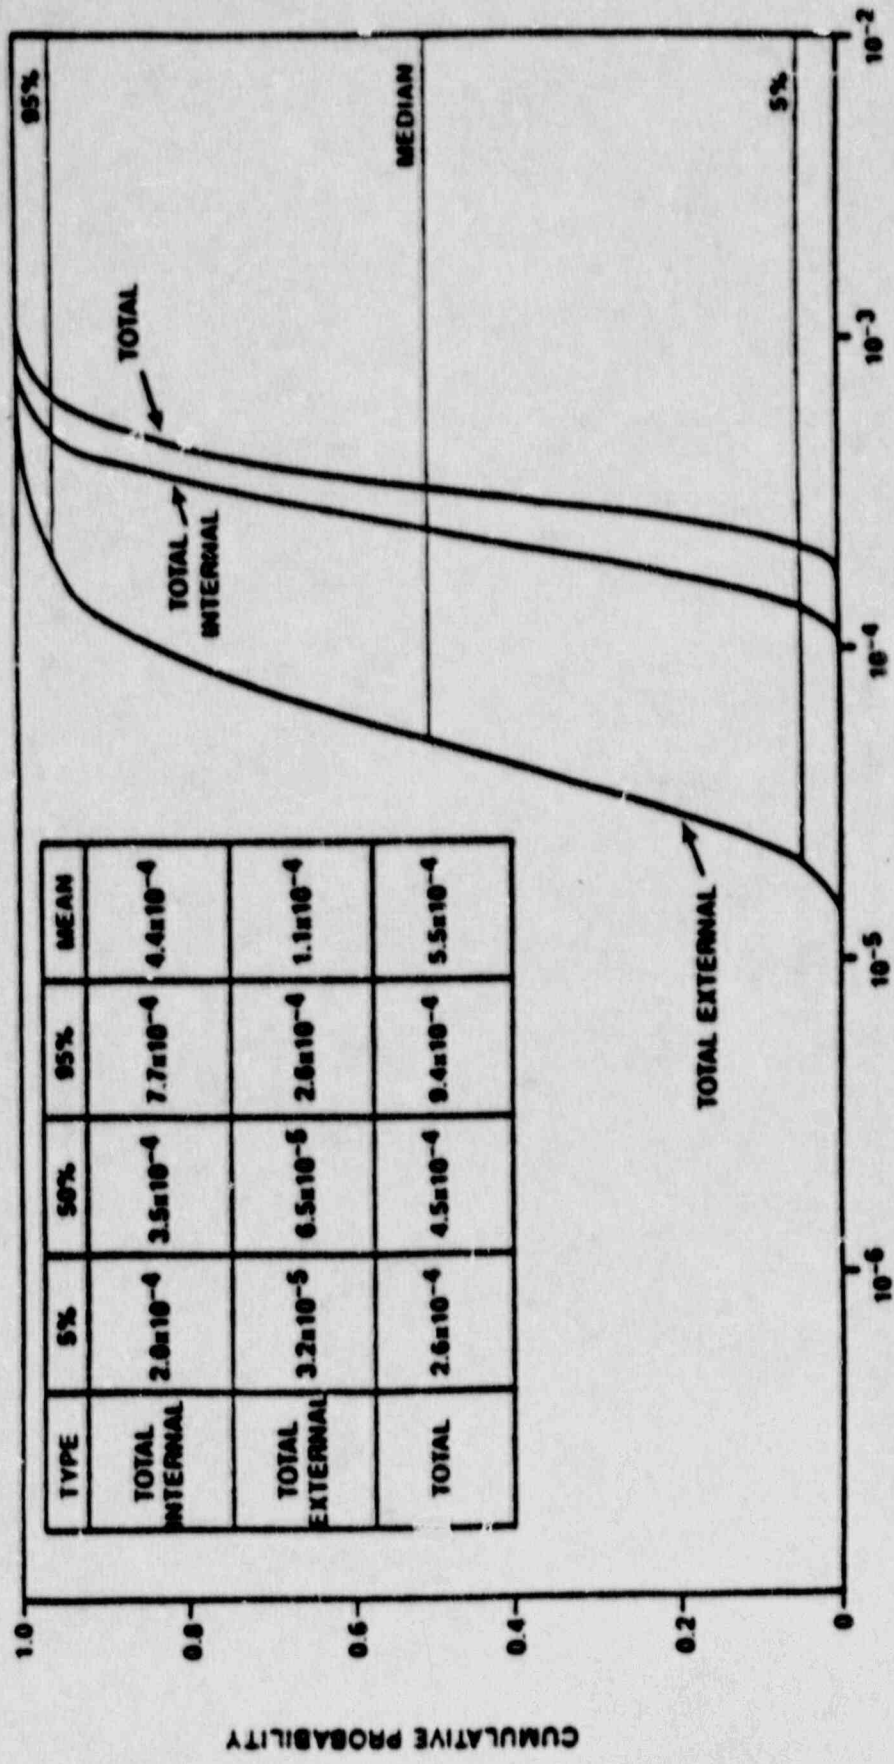 TYPE 5% 50% 95% MEAN
TOTAL INTERNAL 2.0x10-4 3.5x10-4 7.7x10-4 4.4x10-4
TOTAL EXTERNAL 3.2x10-5 6.5x10-5 2.6x10-4 1.1x10-4
TOTAL 2.6x10-4 4.5x10-4 9.4x10-4 5.5x10-4
95%
MEDIAN
5%
TOTAL
TOTAL
INTERNAL
TOTAL EXTERNAL
CUMULATIVE PROBABILITY
1.0
0.8
0.6
0.4
0.2
0
10-6
10-5
10-4
10-3
10-2